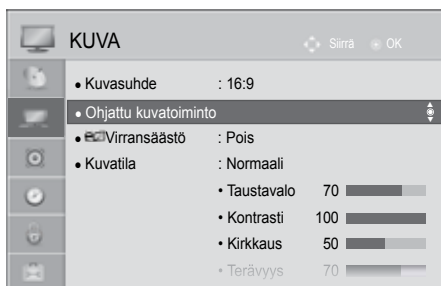 KUVA Siirrä OK
• Kuvasuhde : 16:9
• Ohjattu kuvatoiminto
• Virransäästö : Pois
• Kuvatila : Normaali
• Taustavalo 70
• Kontrasti 100
• Kirkkaus 50
• Terävyys 70